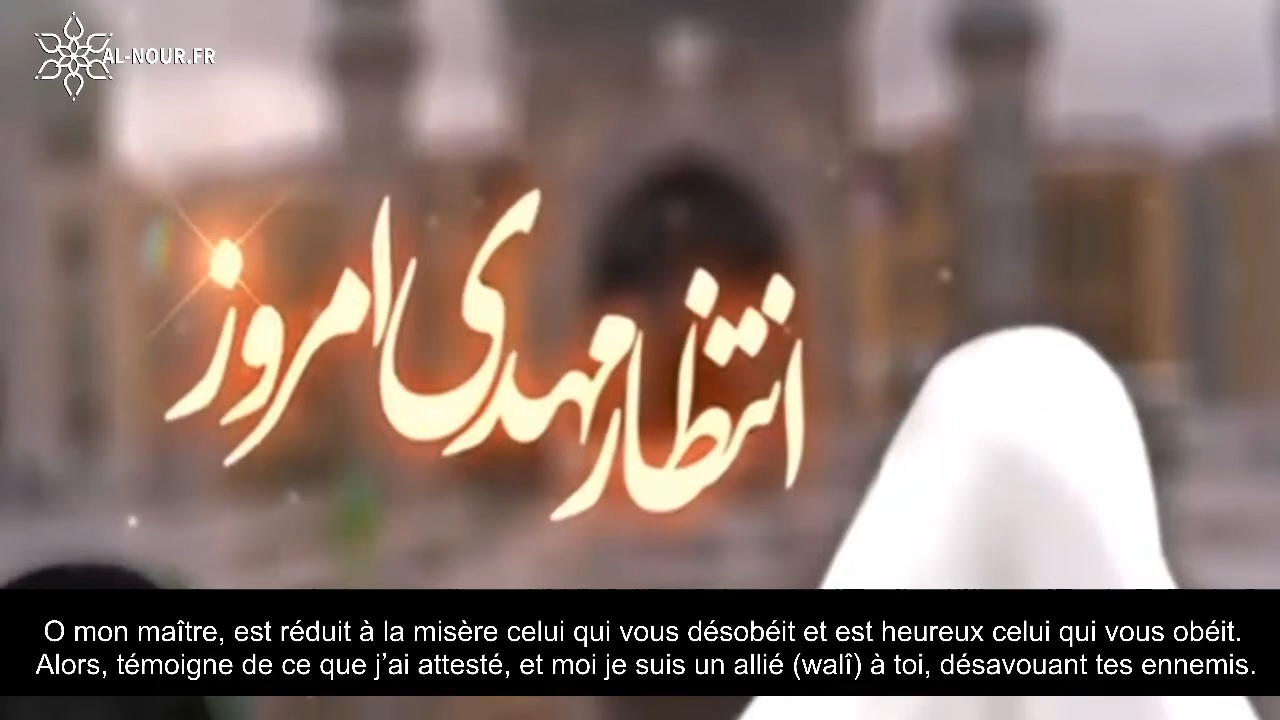 AL-NOUR.FR
انتظار مهدی امروز
O mon maître, est réduit à la misère celui qui vous désobéit et est heureux celui qui vous obéit.
Alors, témoigne de ce que j’ai attesté, et moi je suis un allié (walî) à toi, désavouant tes ennemis.